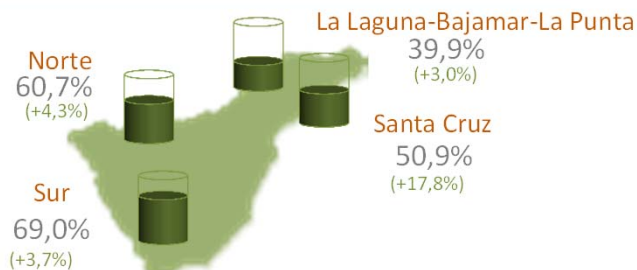 La Laguna-Bajamar-La Punta
39,9%
(+3,0%)
Norte
60,7%
(+4,3%)
Santa Cruz
50,9%
(+17,8%)
Sur
69,0%
(+3,7%)